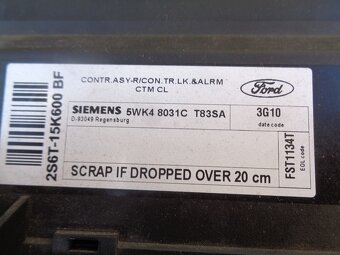 CONTR.ASY-R/CON.TR.LK.&ALRM
CTM CL
Ford
SIEMENS 5WK4 8031C T83SA
D-93049 Regensburg
3G10
date code
2S6T-15K600 BF
FST1134T
EOL code
SCRAP IF DROPPED OVER 20 cm